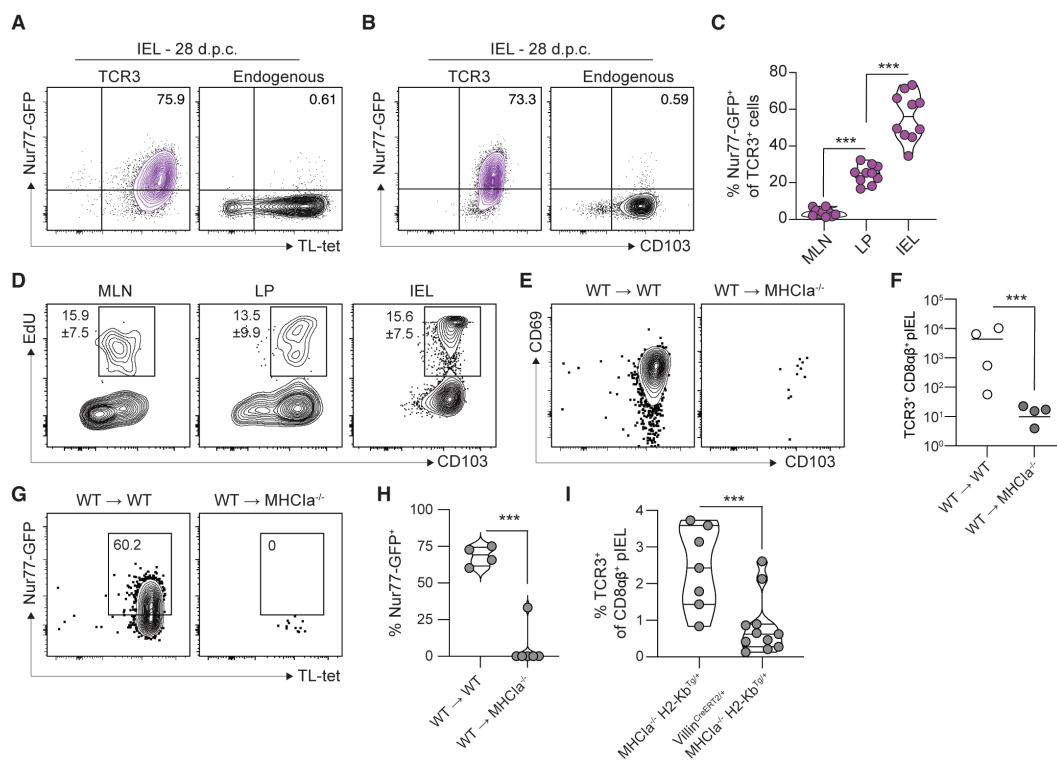 A
IEL - 28 d.p.c.
TCR3
Endogenous
75.9
0.61
Nur77-GFP
TL-tet
B
IEL - 28 d.p.c.
TCR3
Endogenous
73.3
0.59
Nur77-GFP
CD103
C
% Nur77-GFP⁺
of TCR3⁺ cells
80
60
40
20
0
***
***
MLN
LP
IEL
D
MLN
LP
IEL
15.9
±7.5
13.5
±9.9
15.6
±7.5
EdU
CD103
E
WT → WT
WT → MHCIa⁻/⁻
CD69
CD103
F
TCR3⁺ CD8αβ⁺ pIEL
10⁵
10⁴
10³
10²
10¹
10⁰
***
WT → WT
WT → MHCIa⁻/⁻
G
WT → WT
WT → MHCIa⁻/⁻
60.2
0
Nur77-GFP
TL-tet
H
% Nur77-GFP⁺
100
75
50
25
0
***
WT → WT
WT → MHCIa⁻/⁻
I
% TCR3⁺
of CD8αβ⁺ pIEL
4
3
2
1
0
***
MHCIa⁻/⁻ H2-Kbᵀᵍ/⁺
Villinᶜʳᵉᴱᴿᵀ²/⁺
MHCIa⁻/⁻ H2-Kbᵀᵍ/⁺